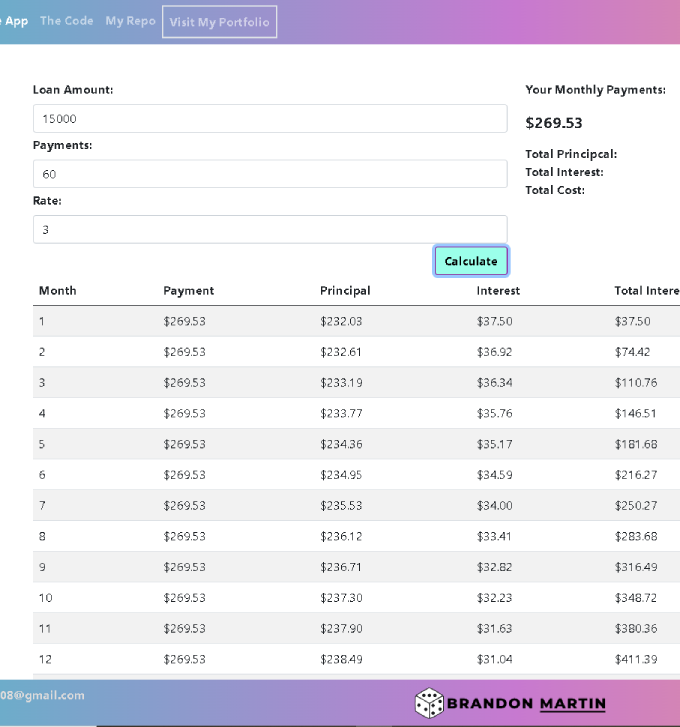 App The Code My Repo Visit My Portfolio
Loan Amount:
15000
Payments:
60
Rate:
3
Calculate
Your Monthly Payments:
$269.53
Total Principcal:
Total Interest:
Total Cost:
Month Payment Principal Interest Total Intere
1 $269.53 $232.03 $37.50 $37.50
2 $269.53 $232.61 $36.92 $74.42
3 $269.53 $233.19 $36.34 $110.76
4 $269.53 $233.77 $35.76 $146.51
5 $269.53 $234.36 $35.17 $181.68
6 $269.53 $234.95 $34.59 $216.27
7 $269.53 $235.53 $34.00 $250.27
8 $269.53 $236.12 $33.41 $283.68
9 $269.53 $236.71 $32.82 $316.49
10 $269.53 $237.30 $32.23 $348.72
11 $269.53 $237.90 $31.63 $380.36
12 $269.53 $238.49 $31.04 $411.39
08@gmail.com
BRANDON MARTIN